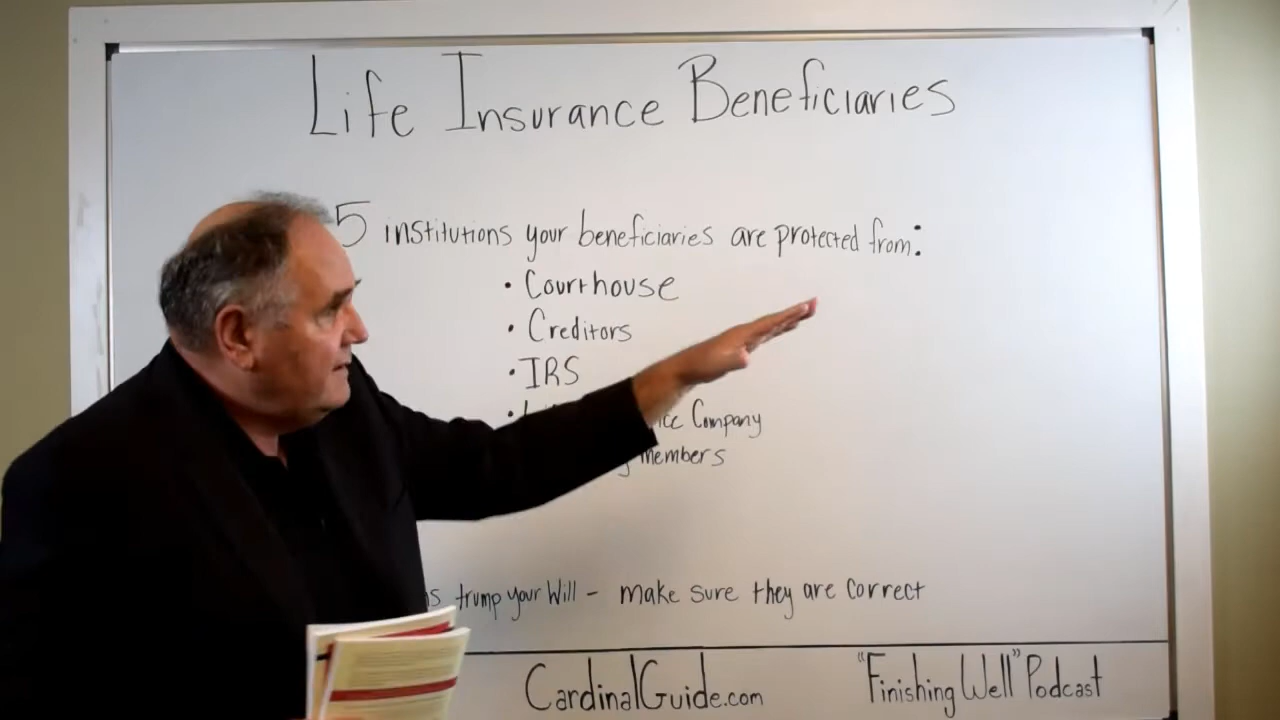 Life Insurance Beneficiaries
5 institutions your beneficiaries are protected from:
• Courthouse
• Creditors
• IRS
• Company
members
trump your Will - make sure they are correct
CardinalGuide.com
"Finishing Well" Podcast